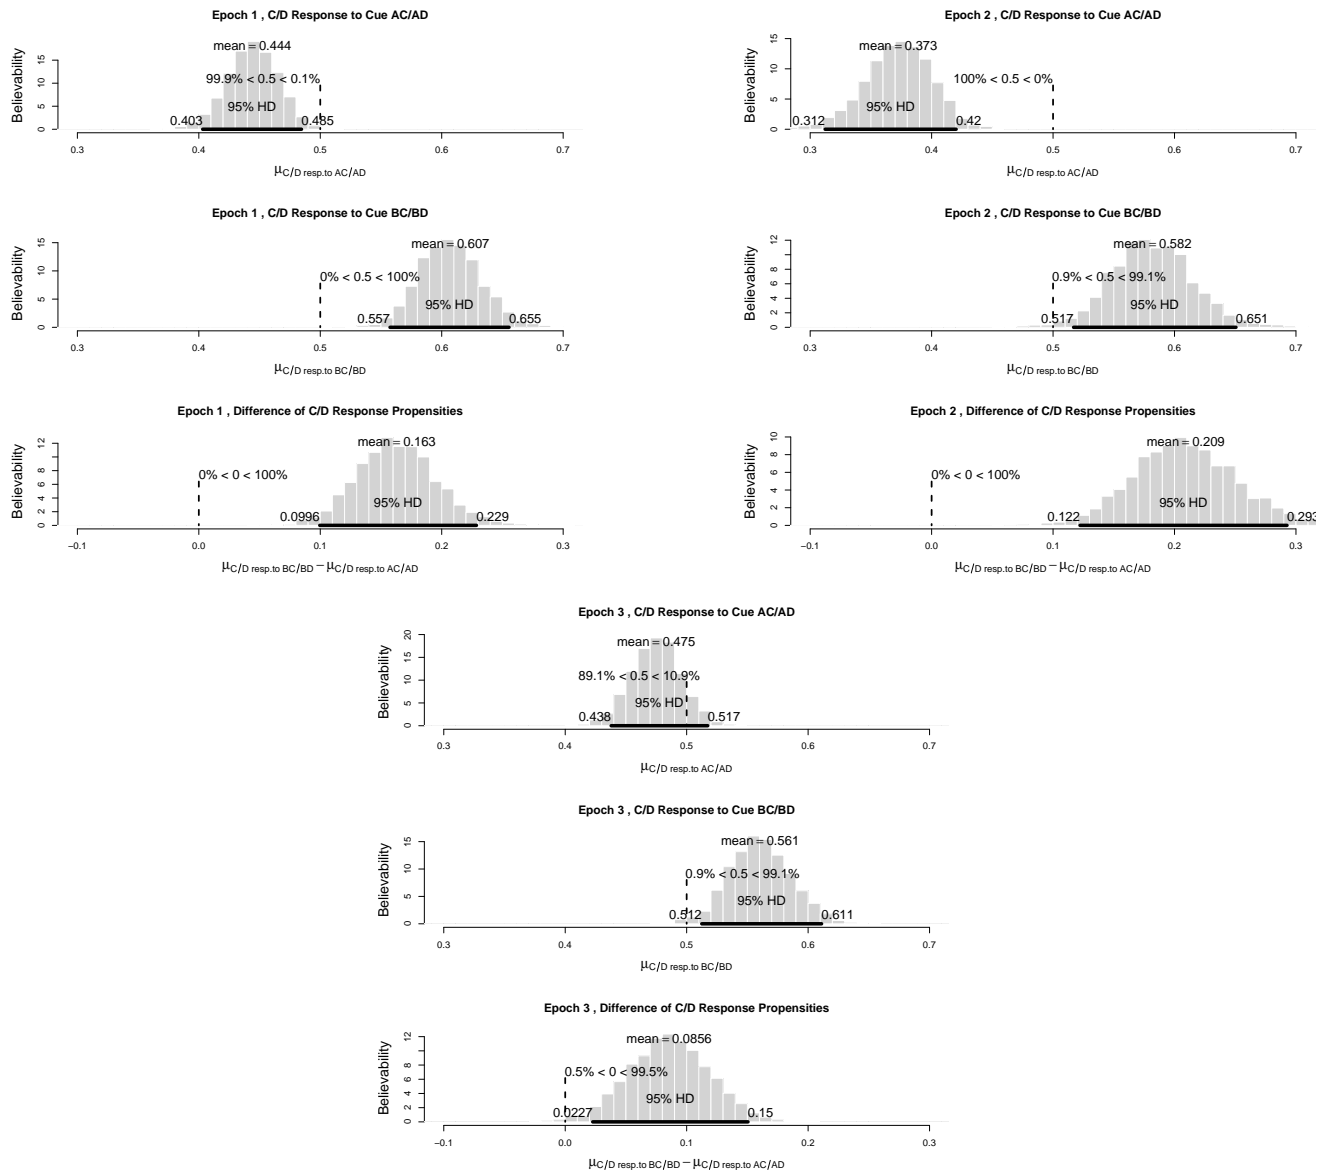 Epoch 1 , C/D Response to Cue AC/AD
Believability
0 5 10 15
mean = 0.444
99.9% < 0.5 < 0.1%
95% HD
0.403 0.485
0.3 0.4 0.5 0.6 0.7
μC/D resp.to AC/AD
Epoch 2 , C/D Response to Cue AC/AD
Believability
0 5 10 15
mean = 0.373
100% < 0.5 < 0%
95% HD
0.312 0.42
0.3 0.4 0.5 0.6 0.7
μC/D resp.to AC/AD
Epoch 1 , C/D Response to Cue BC/BD
Believability
0 5 10 15
mean = 0.607
0% < 0.5 < 100%
95% HD
0.557 0.655
0.3 0.4 0.5 0.6 0.7
μC/D resp.to BC/BD
Epoch 2 , C/D Response to Cue BC/BD
Believability
0 2 4 6 8 12
mean = 0.582
0.9% < 0.5 < 99.1%
95% HD
0.517 0.651
0.3 0.4 0.5 0.6 0.7
μC/D resp.to BC/BD
Epoch 1 , Difference of C/D Response Propensities
Believability
0 2 4 6 8 12
mean = 0.163
0% < 0 < 100%
95% HD
0.0996 0.229
−0.1 0.0 0.1 0.2 0.3
μC/D resp.to BC/BD − μC/D resp.to AC/AD
Epoch 2 , Difference of C/D Response Propensities
Believability
0 2 4 6 8 10
mean = 0.209
0% < 0 < 100%
95% HD
0.122 0.293
−0.1 0.0 0.1 0.2 0.3
μC/D resp.to BC/BD − μC/D resp.to AC/AD
Epoch 3 , C/D Response to Cue AC/AD
Believability
0 5 10 15 20
mean = 0.475
89.1% < 0.5 < 10.9%
95% HD
0.438 0.517
0.3 0.4 0.5 0.6 0.7
μC/D resp.to AC/AD
Epoch 3 , C/D Response to Cue BC/BD
Believability
0 5 10 15
mean = 0.561
0.9% < 0.5 < 99.1%
95% HD
0.512 0.611
0.3 0.4 0.5 0.6 0.7
μC/D resp.to BC/BD
Epoch 3 , Difference of C/D Response Propensities
Believability
0 2 4 6 8 12
mean = 0.0856
0.5% < 0 < 99.5%
95% HD
0.0227 0.15
−0.1 0.0 0.1 0.2 0.3
μC/D resp.to BC/BD − μC/D resp.to AC/AD